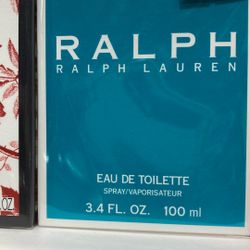 RALPH
RALPH LAUREN
EAU DE TOILETTE
SPRAY/VAPORISATEUR
3.4 FL. OZ. 100 ml
OZ